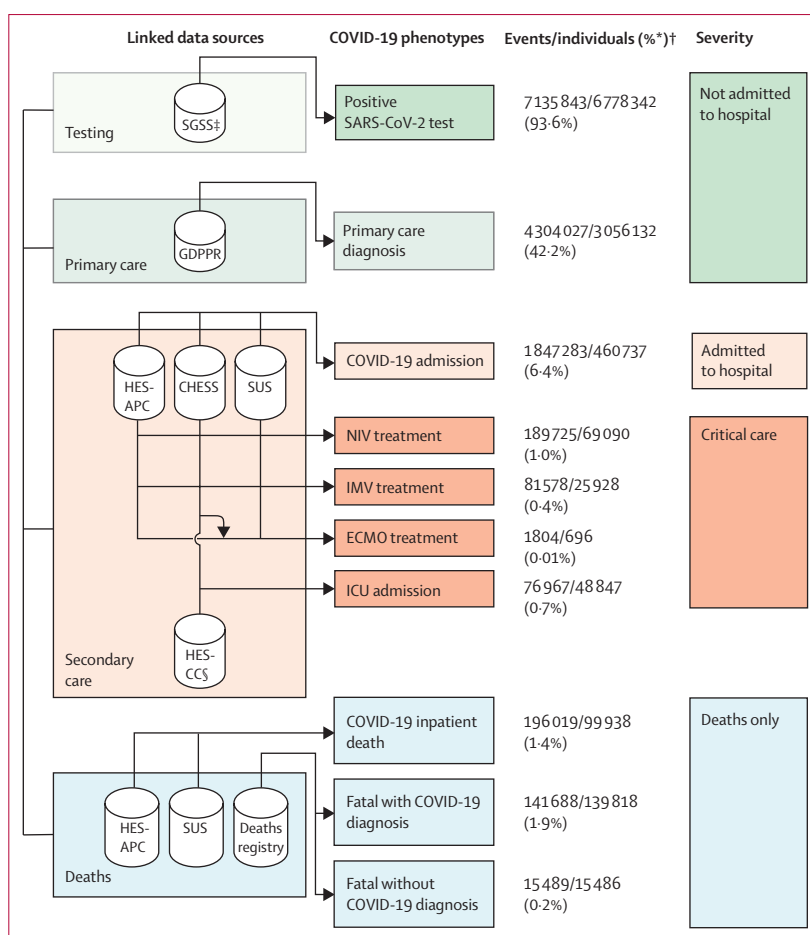 Linked data sources COVID-19 phenotypes Events/individuals (%*)† Severity
Testing
SGSS‡
Positive
SARS-CoV-2 test
7135843/6778342
(93·6%)
Not admitted
to hospital
Primary care
GDPPR
Primary care
diagnosis
4304027/3056132
(42·2%)
HES-
APC
CHESS
SUS
COVID-19 admission
1847283/460737
(6·4%)
Admitted
to hospital
NIV treatment
189725/69090
(1·0%)
Critical care
IMV treatment
81578/25928
(0·4%)
ECMO treatment
1804/696
(0·01%)
ICU admission
76967/48847
(0·7%)
HES-
CC§
Secondary
care
COVID-19 inpatient
death
196019/99938
(1·4%)
Deaths only
HES-
APC
SUS
Deaths
registry
Deaths
Fatal with COVID-19
diagnosis
141688/139818
(1·9%)
Fatal without
COVID-19 diagnosis
15489/15486
(0·2%)